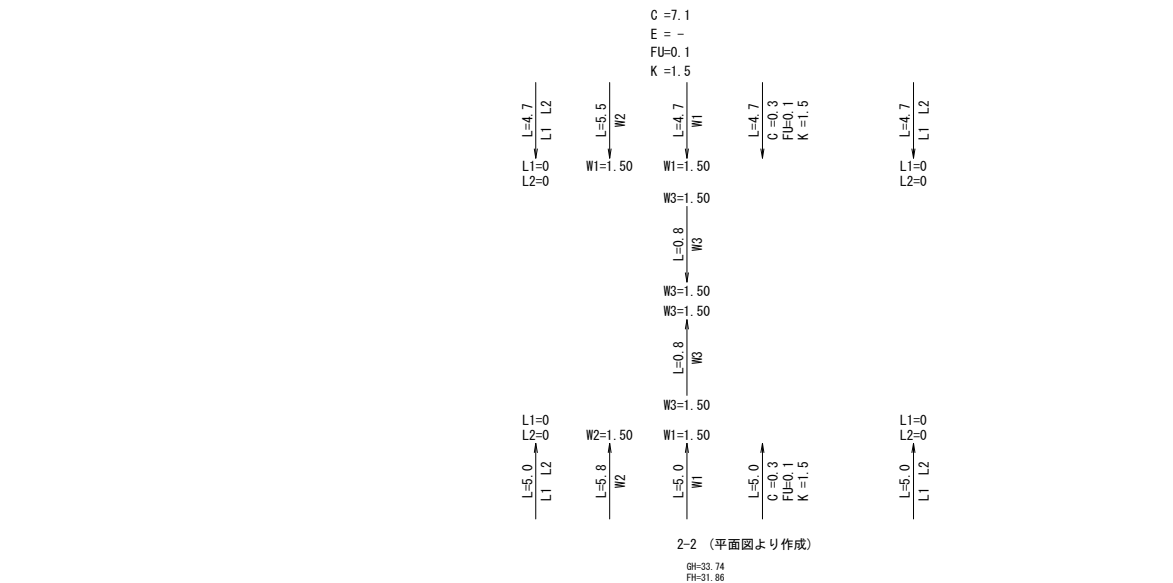 C =7.1
E = -
FU=0.1
K =1.5
L=4.7
L1 L2
L=5.5
W2
L=4.7
W1
L=4.7
C =0.3
FU=0.1
K =1.5
L=4.7
L1 L2
L1=0
L2=0
W1=1.50
W1=1.50
L1=0
L2=0
W3=1.50
L=0.8
W3
W3=1.50
W3=1.50
L=0.8
W3
W3=1.50
L1=0
L2=0
W2=1.50
W1=1.50
L1=0
L2=0
L=5.0
L1 L2
L=5.8
W2
L=5.0
W1
L=5.0
C =0.3
FU=0.1
K =1.5
L=5.0
L1 L2
2-2 (平面図より作成)
GH=33.74
FH=31.86